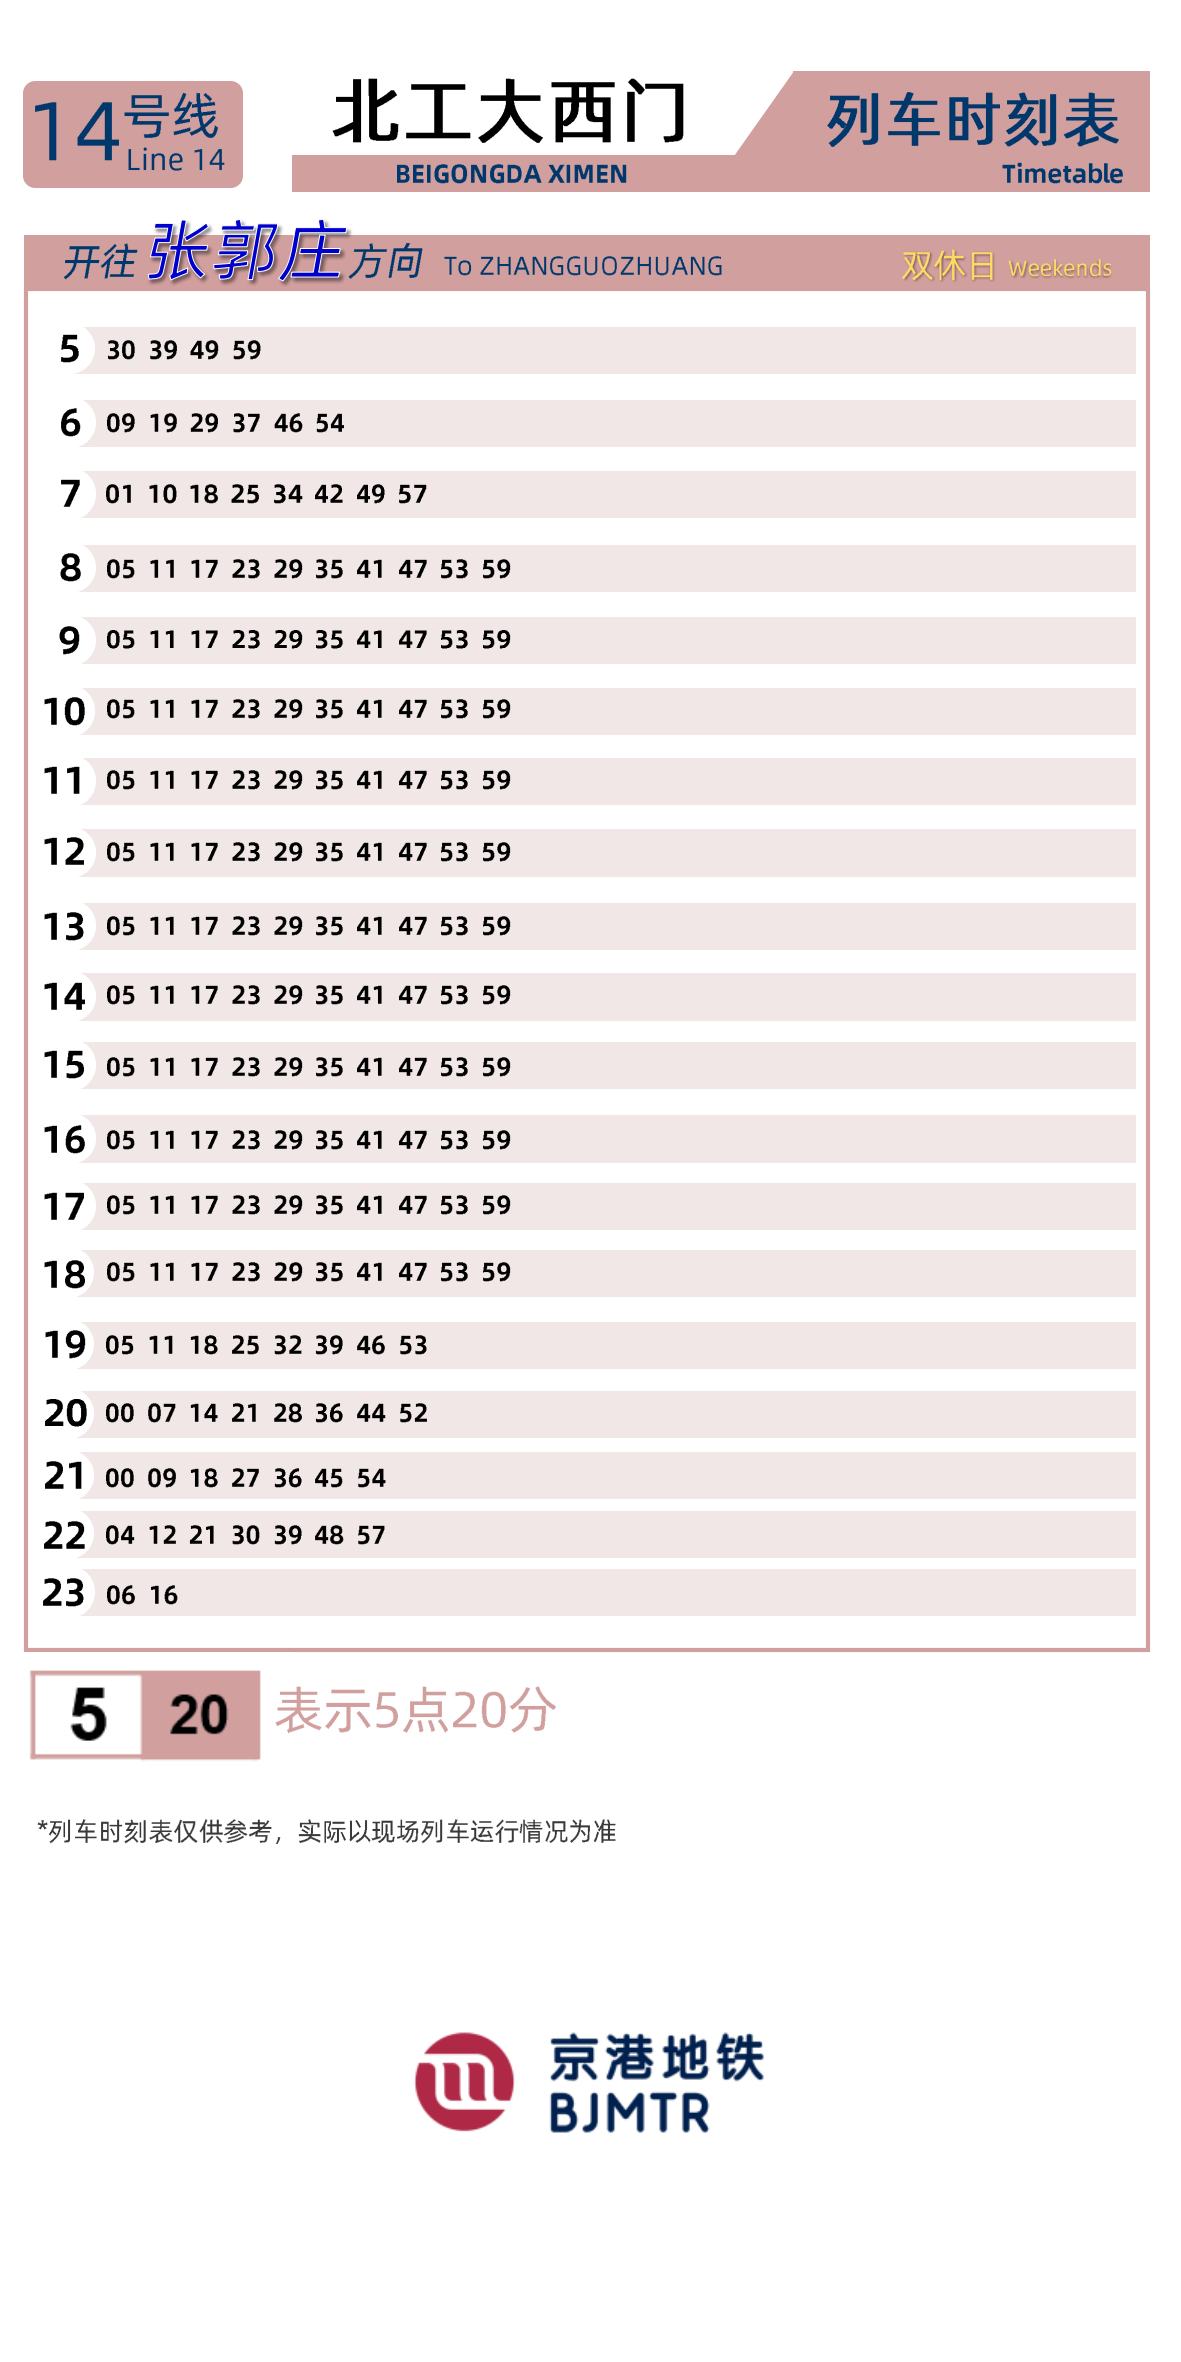 14号线 北工大西门 列车时刻表
Line 14 BEIGONGDA XIMEN Timetable
开往 张郭庄 方向 To ZHANGGUOZHUANG 双休日 Weekends
5 30 39 49 59
6 09 19 29 37 46 54
7 01 10 18 25 34 42 49 57
8 05 11 17 23 29 35 41 47 53 59
9 05 11 17 23 29 35 41 47 53 59
10 05 11 17 23 29 35 41 47 53 59
11 05 11 17 23 29 35 41 47 53 59
12 05 11 17 23 29 35 41 47 53 59
13 05 11 17 23 29 35 41 47 53 59
14 05 11 17 23 29 35 41 47 53 59
15 05 11 17 23 29 35 41 47 53 59
16 05 11 17 23 29 35 41 47 53 59
17 05 11 17 23 29 35 41 47 53 59
18 05 11 17 23 29 35 41 47 53 59
19 05 11 18 25 32 39 46 53
20 00 07 14 21 28 36 44 52
21 00 09 18 27 36 45 54
22 04 12 21 30 39 48 57
23 06 16
5 20 表示5点20分
*列车时刻表仅供参考，实际以现场列车运行情况为准
京港地铁
BJMTR